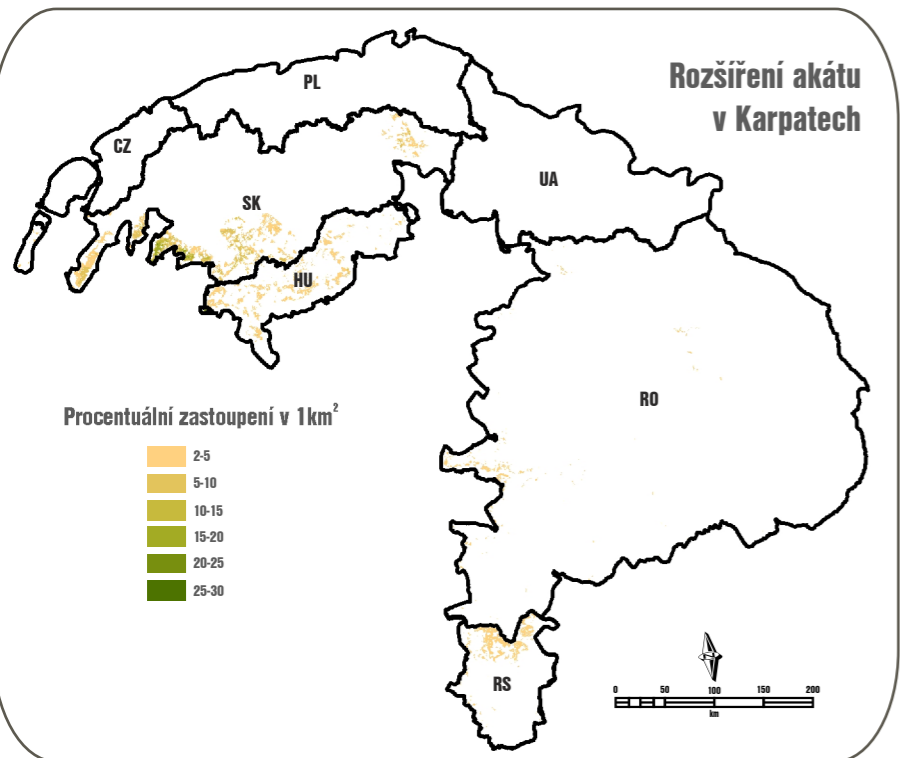 Rozšíření akátu
v Karpatech
PL
CZ
UA
SK
HU
RO
Procentuální zastoupení v 1km²
2-5
5-10
10-15
15-20
20-25
25-30
RS
0 50 100 150 200
km